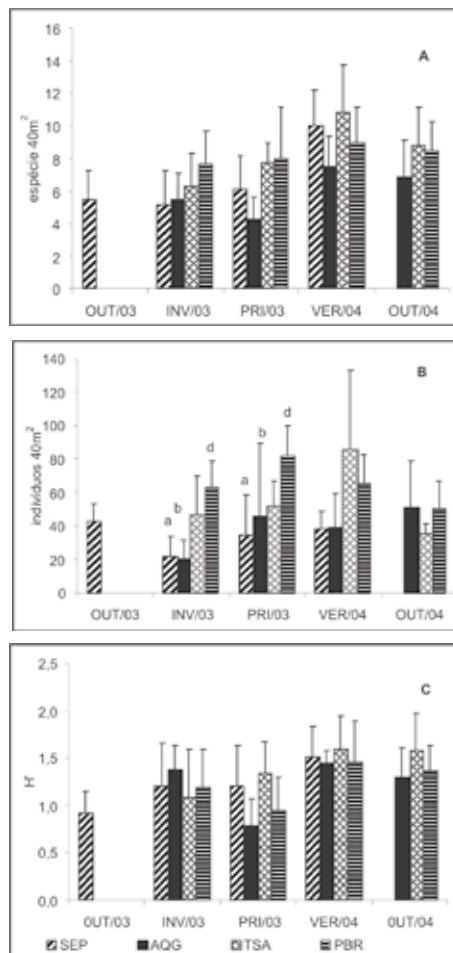 A
espécie 40m²
16
14
12
10
8
6
4
2
0
OUT/03 INV/03 PRI/03 VER/04 OUT/04
B
indivíduos 40m²
140
120
100
80
60
40
20
0
a b d a b d
OUT/03 INV/03 PRI/03 VER/04 OUT/04
C
H'
2,5
2,0
1,5
1,0
0,5
0,0
0UT/03 INV/03 PRI/03 VER/04 0UT/04
SEP AQG TSA PBR